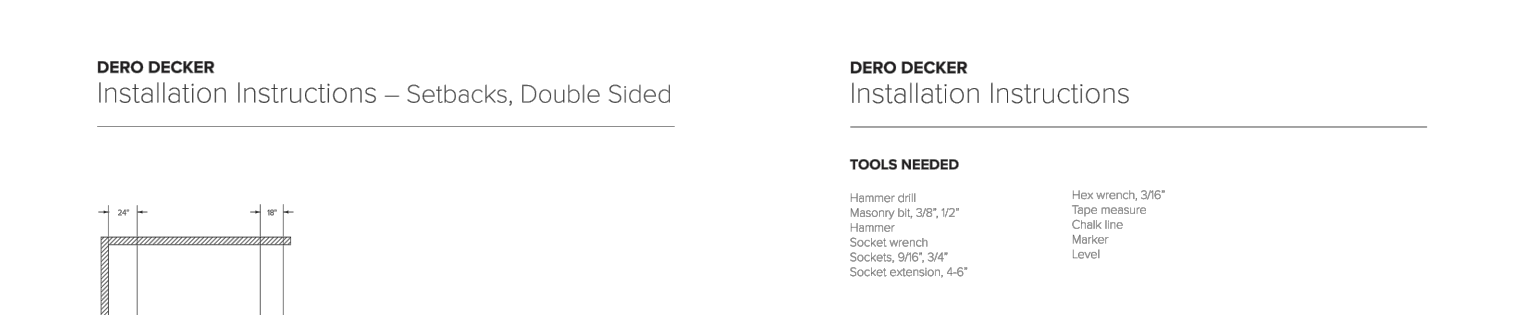 DERO DECKER
Installation Instructions – Setbacks, Double Sided
24"
18"
DERO DECKER
Installation Instructions
TOOLS NEEDED
Hammer drill
Masonry bit, 3/8”, 1/2”
Hammer
Socket wrench
Sockets, 9/16”, 3/4”
Socket extension, 4-6”
Hex wrench, 3/16”
Tape measure
Chalk line
Marker
Level